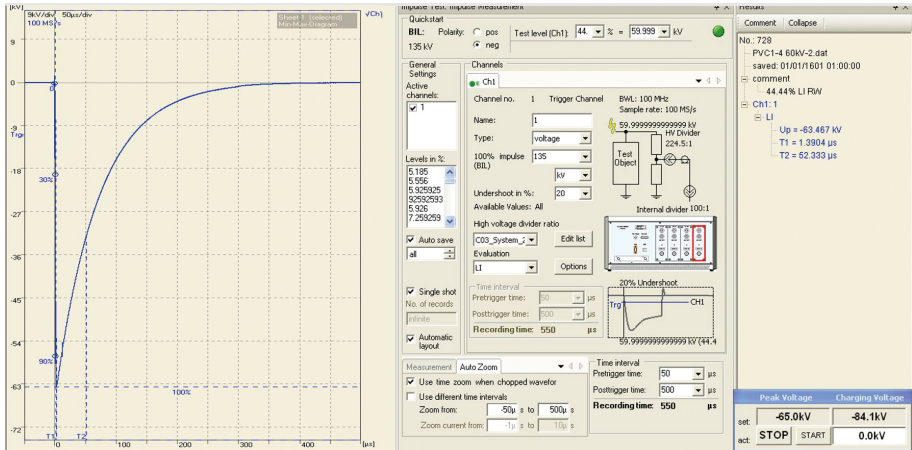 [kV]
9kV/div 50µs/div
100 MS/s
Sheet 1 (selected)
Min-Max-Diagram
√Ch1
9
0
0
-9
Trg
-18
30%
-27
-36
-45
-54
90%
-63
100%
-72
T1 T2
0 100 200 300 400 [µs]
Impulse Test: Impulse Measurement
Quickstart
BIL: Polarity: pos Test level (Ch1): 44. % = 59.999 kV
135 kV neg
General Settings
Active channels:
1
Levels in %:
5.185
5.556
5.925925
92592593
5.926
7.259259
Auto save
all
Single shot
No. of records
infinite
Automatic layout
Channels
Ch1
Channel no. 1 Trigger Channel
BWL: 100 MHz
Sample rate: 100 MS/s
Name: 1
59.9999999999999 kV
Type: voltage
HV Divider
224.5:1
Test Object
100% impulse (BIL) 135
kV
Undershoot in %: 20
Available Values: All
Internal divider 100:1
High voltage divider ratio
Edit list
Evaluation
LI Options
Time interval
Pretrigger time: 50 µs
Posttrigger time: 500 µs
Recording time: 550 µs
20% Undershoot
Trg CH1
59.9999999999999 kV (44.4
Measurement Auto Zoom
Use time zoom when chopped wavefor
Use different time intervals
Zoom from: -50µ s to 500µ s
Zoom current from: -1µ s to 10µ s
Time interval
Pretrigger time: 50 µs
Posttrigger time: 500 µs
Recording time: 550 µs
Results
Comment Collapse
No.: 728
PVC1-4 60kV-2.dat
saved: 01/01/1601 01:00:00
comment
44.44% LI RW
Ch1: 1
LI
Up = -63.467 kV
T1 = 1.3904 µs
T2 = 52.333 µs
Peak Voltage Charging Voltage
set: -65.0kV -84.1kV
act: STOP START 0.0kV